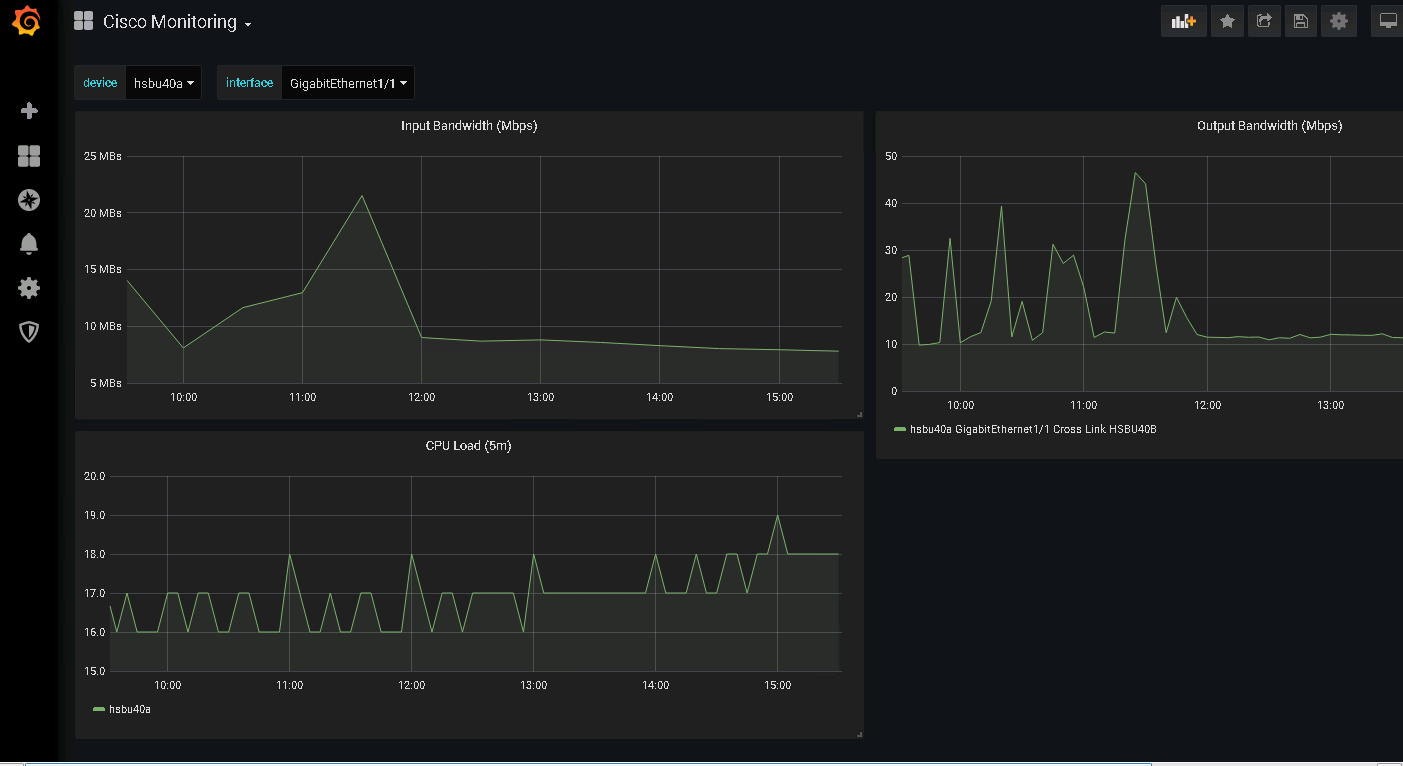 Cisco Monitoring
device hsbu40a interface GigabitEthernet1/1
Input Bandwidth (Mbps)
25 MBs
20 MBs
15 MBs
10 MBs
5 MBs
10:00 11:00 12:00 13:00 14:00 15:00
Output Bandwidth (Mbps)
50
40
30
20
10
0
10:00 11:00 12:00 13:00
hsbu40a GigabitEthernet1/1 Cross Link HSBU40B
CPU Load (5m)
20.0
19.0
18.0
17.0
16.0
15.0
10:00 11:00 12:00 13:00 14:00 15:00
hsbu40a